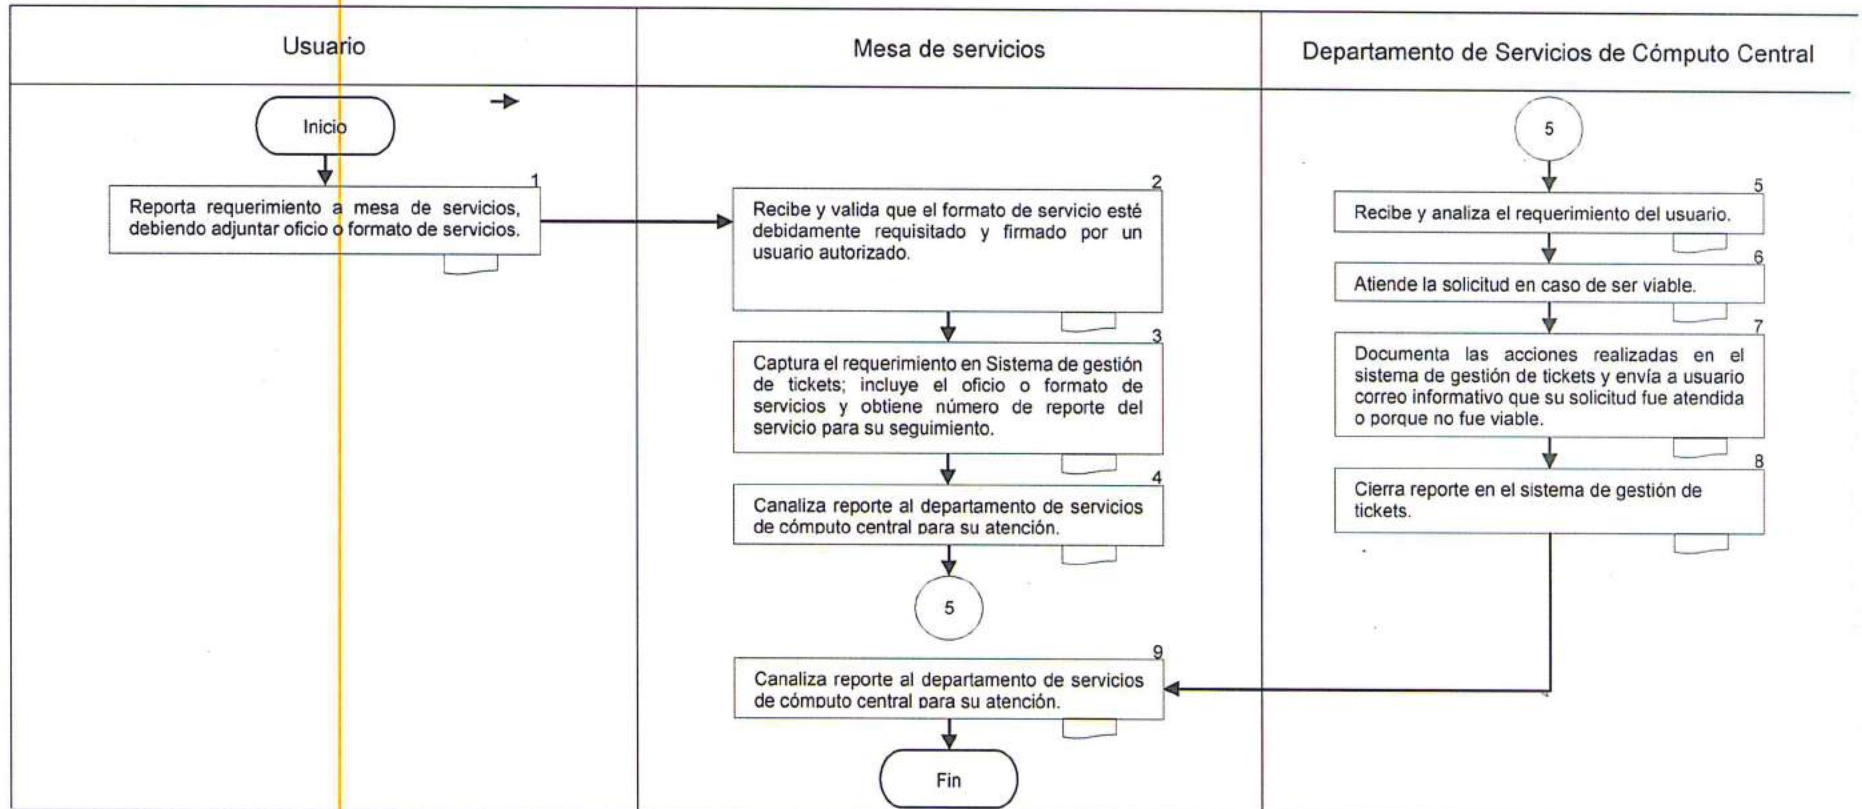 Usuario
Mesa de servicios
Departamento de Servicios de Cómputo Central
Inicio
1
Reporta requerimiento a mesa de servicios,
debiendo adjuntar oficio o formato de servicios.
2
Recibe y valida que el formato de servicio esté
debidamente requisitado y firmado por un
usuario autorizado.
3
Captura el requerimiento en Sistema de gestión
de tickets; incluye el oficio o formato de
servicios y obtiene número de reporte del
servicio para su seguimiento.
4
Canaliza reporte al departamento de servicios
de cómputo central para su atención.
5
5
5
Recibe y analiza el requerimiento del usuario.
6
Atiende la solicitud en caso de ser viable.
7
Documenta las acciones realizadas en el
sistema de gestión de tickets y envía a usuario
correo informativo que su solicitud fue atendida
o porque no fue viable.
8
Cierra reporte en el sistema de gestión de
tickets.
9
Canaliza reporte al departamento de servicios
de cómputo central para su atención.
Fin